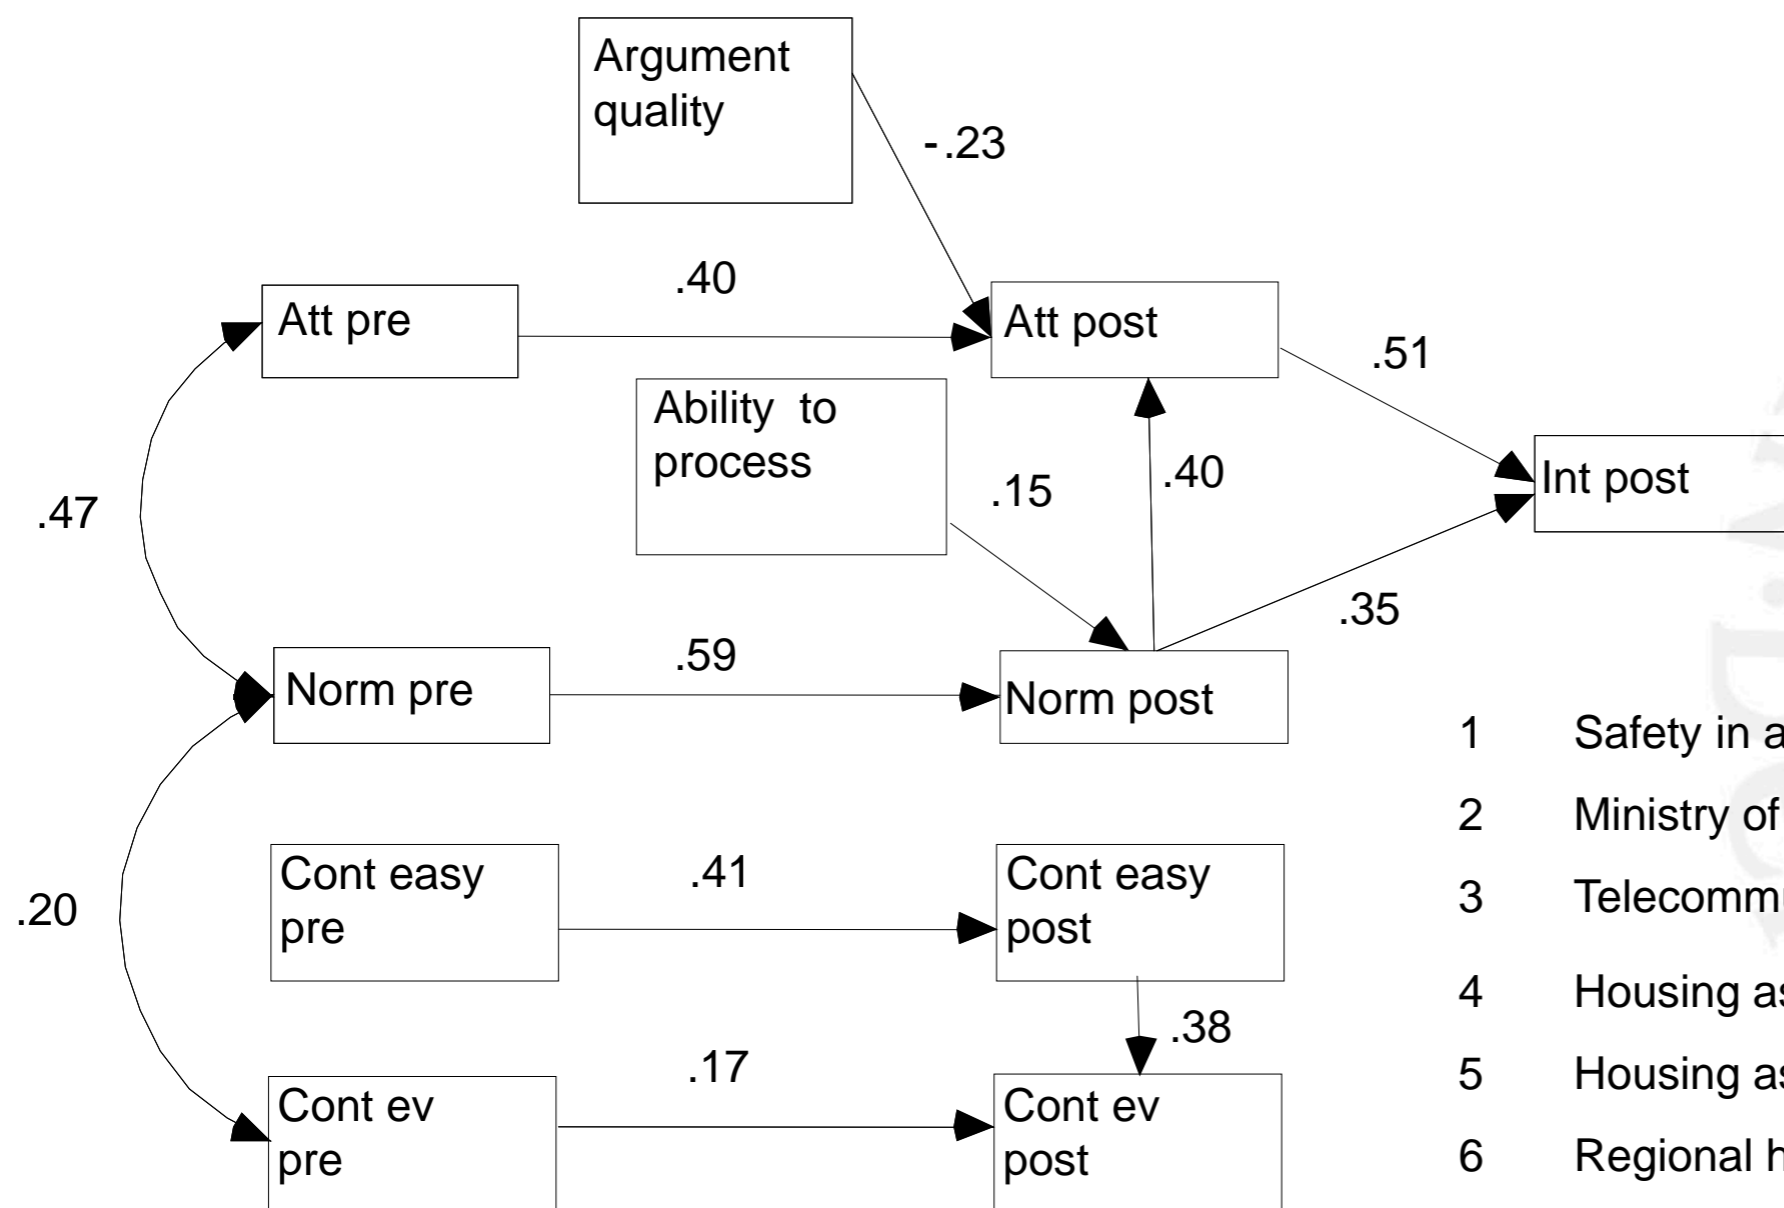 Argument
quality
-.23
.40
Att pre
Att post
.51
Ability to
process
.15
.40
Int post
.47
.35
.59
Norm pre
Norm post
1 Safety in a
2 Ministry of
3 Telecomm
4 Housing as
5 Housing as
6 Regional h
Cont easy
pre
.41
Cont easy
post
.20
.38
.17
Cont ev
pre
Cont ev
post